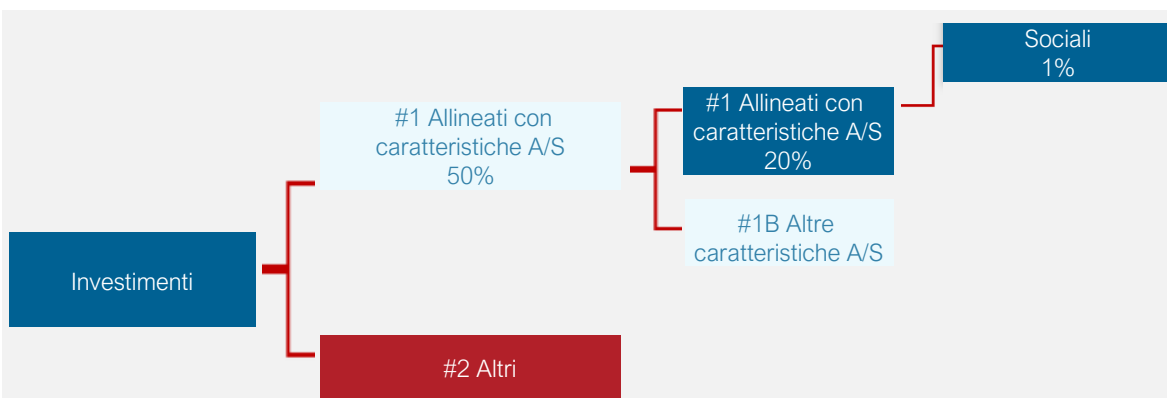 Sociali
1%
#1 Allineati con
caratteristiche A/S
20%
#1 Allineati con
caratteristiche A/S
50%
#1B Altre
caratteristiche A/S
Investimenti
#2 Altri